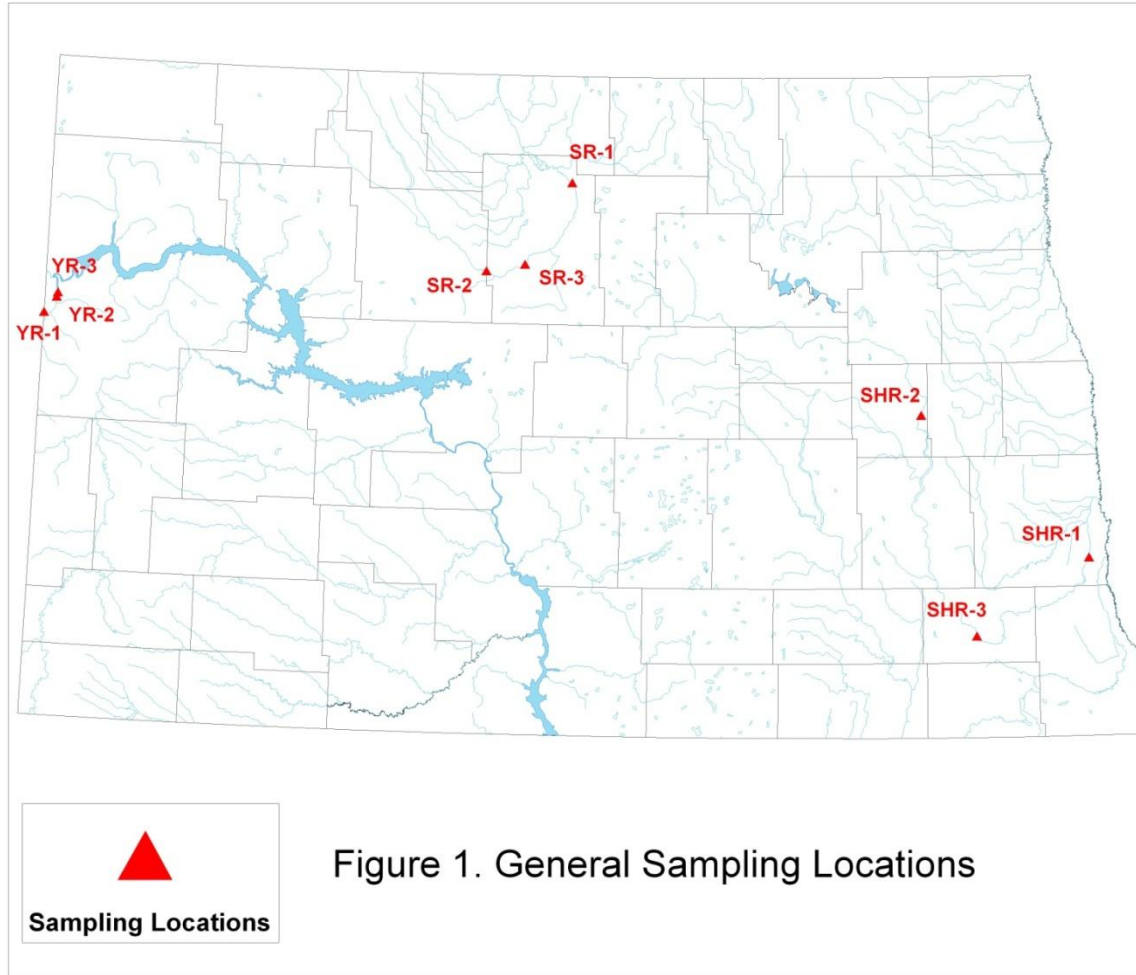 SR-1
YR-3
SR-2
SR-3
YR-2
YR-1
SHR-2
SHR-1
SHR-3
Sampling Locations
Figure 1. General Sampling Locations